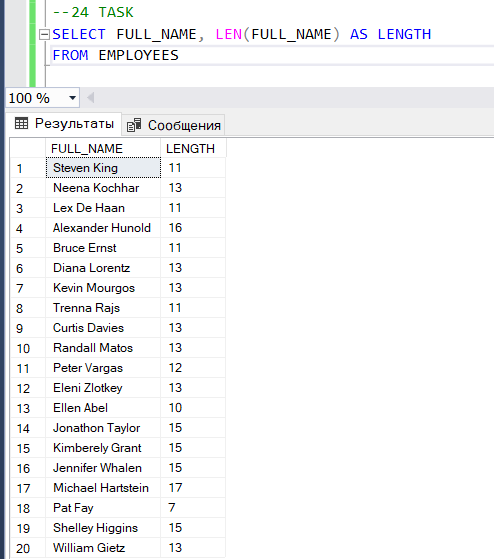 --24 TASK
SELECT FULL_NAME, LEN(FULL_NAME) AS LENGTH
FROM EMPLOYEES
100 %
Результаты Сообщения
FULL_NAME LENGTH
1 Steven King 11
2 Neena Kochhar 13
3 Lex De Haan 11
4 Alexander Hunold 16
5 Bruce Ernst 11
6 Diana Lorentz 13
7 Kevin Mourgos 13
8 Trenna Rajs 11
9 Curtis Davies 13
10 Randall Matos 13
11 Peter Vargas 12
12 Eleni Zlotkey 13
13 Ellen Abel 10
14 Jonathon Taylor 15
15 Kimberely Grant 15
16 Jennifer Whalen 15
17 Michael Hartstein 17
18 Pat Fay 7
19 Shelley Higgins 15
20 William Gietz 13